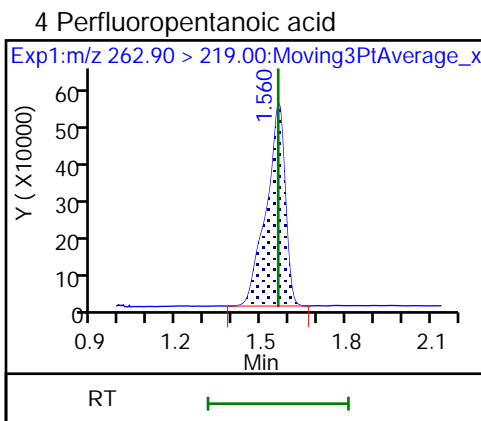 4 Perfluoropentanoic acid
Exp1:m/z 262.90 > 219.00:Moving3PtAverage_x
1.560
Y ( X10000)
60
50
40
30
20
10
0
0.9 1.2 1.5 1.8 2.1
Min
RT